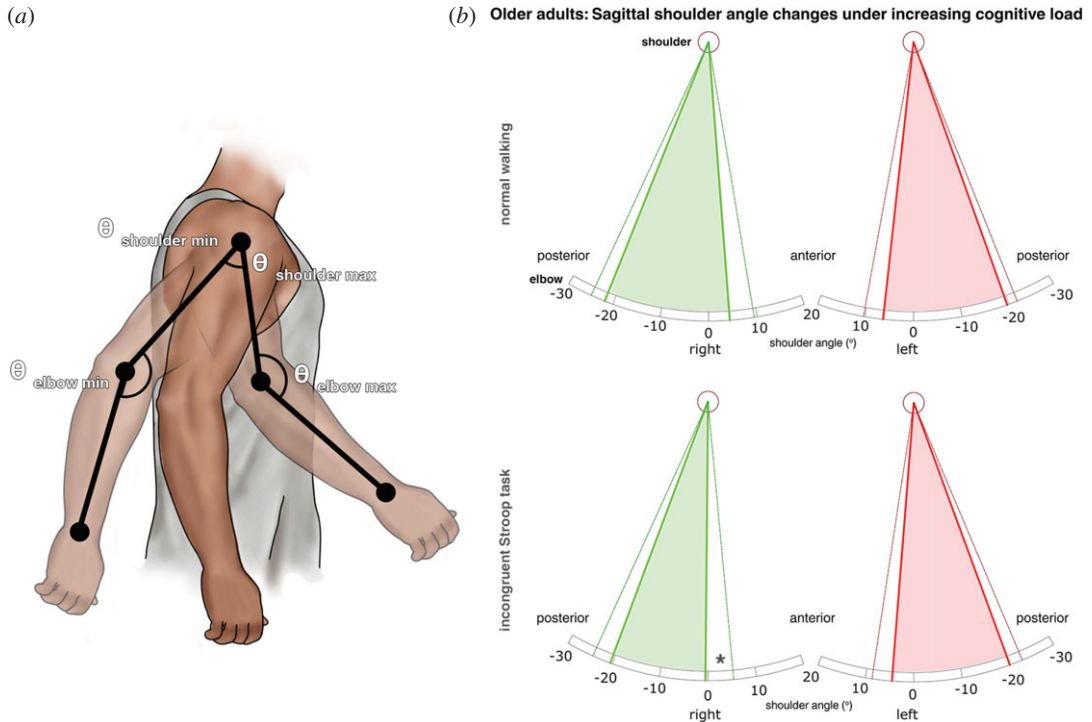 (a)
θ shoulder min
θ shoulder max
θ elbow min
θ elbow max
(b) Older adults: Sagittal shoulder angle changes under increasing cognitive load
shoulder
normal walking
posterior anterior posterior
elbow
-30 -20 -10 0 10 20 10 0 -10 -20 -30
shoulder angle (°)
right left
incongruent Stroop task
posterior anterior posterior
*
-30 -20 -10 0 10 20 10 0 -10 -20 -30
shoulder angle (°)
right left